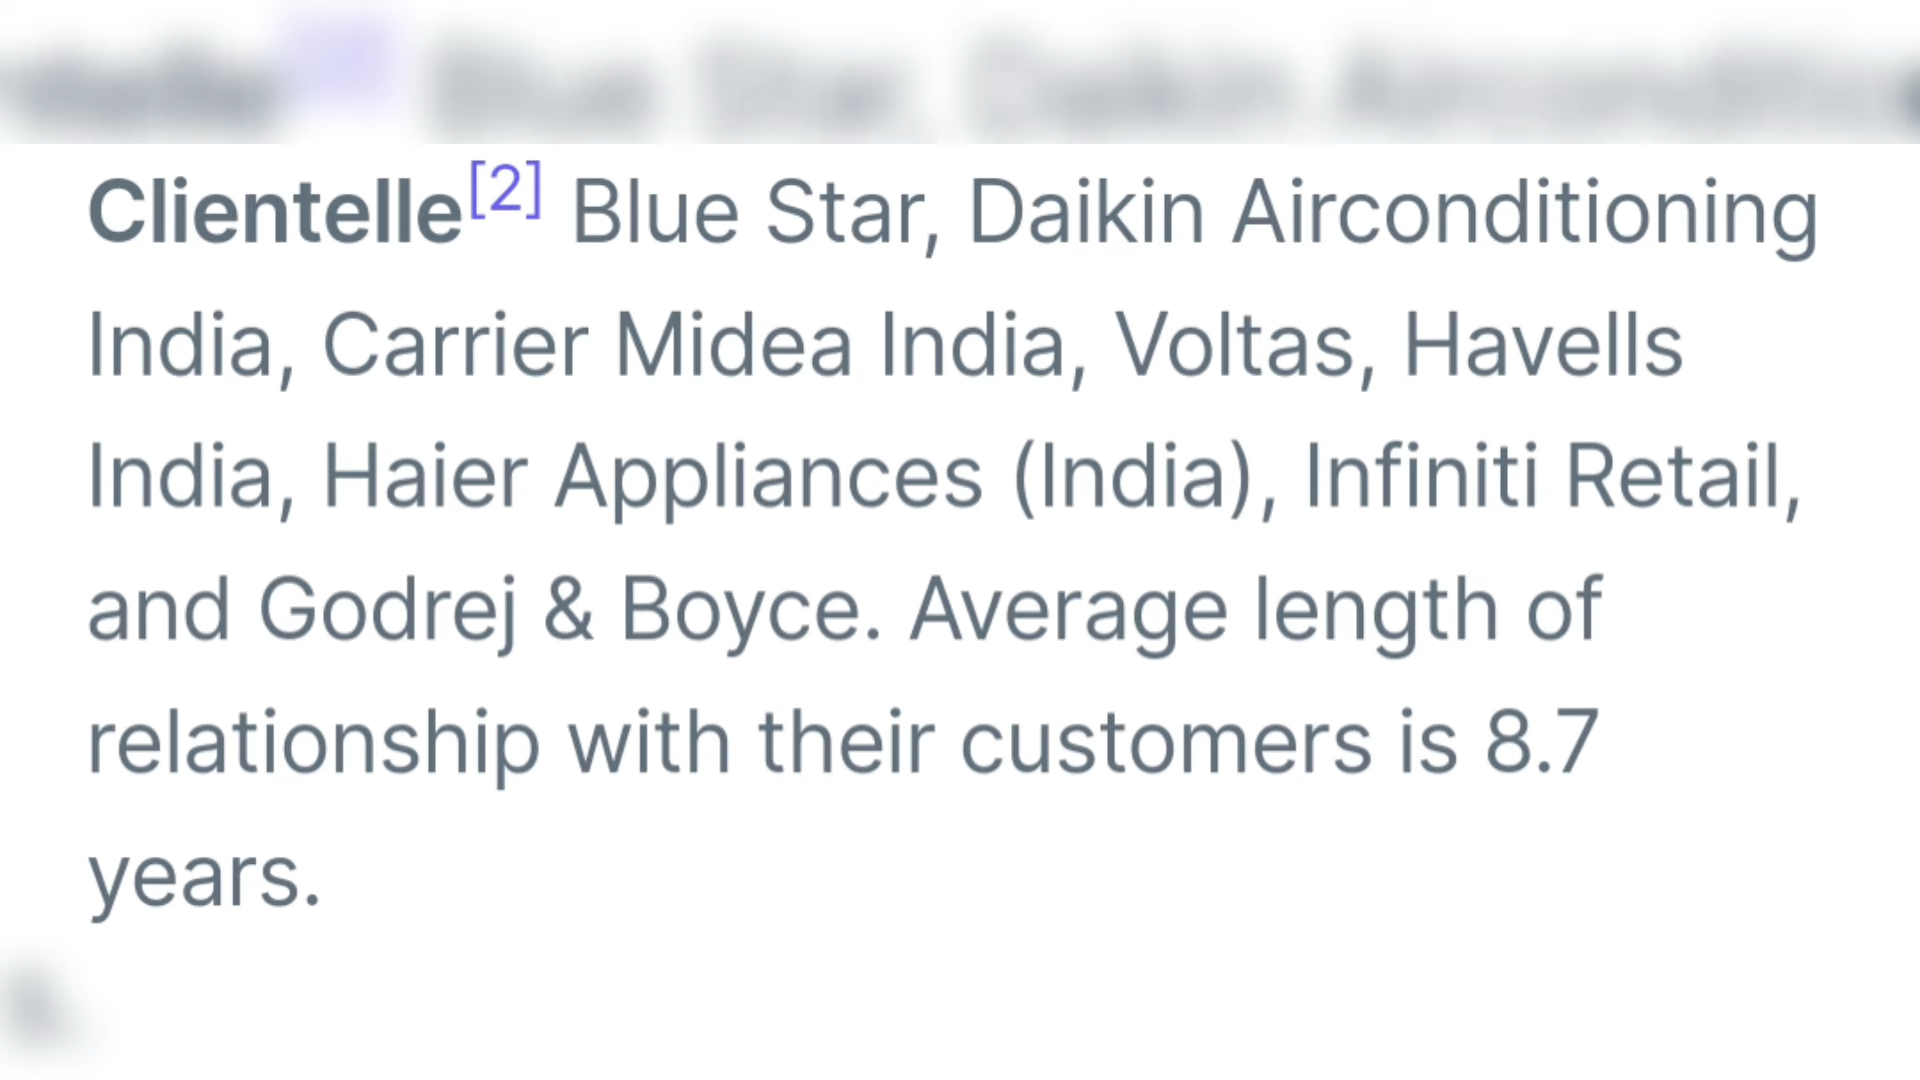 Clientelle[2] Blue Star, Daikin Airconditioning
India, Carrier Midea India, Voltas, Havells
India, Haier Appliances (India), Infiniti Retail,
and Godrej & Boyce. Average length of
relationship with their customers is 8.7
years.